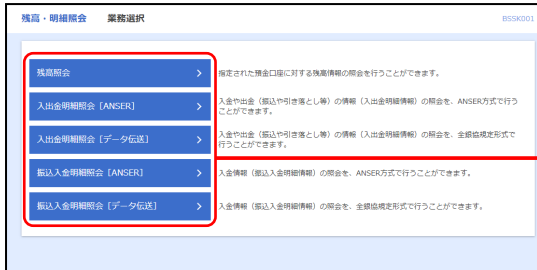 残高・明細照会 業務選択 BSSK001
残高照会
指定された預金口座に対する残高情報の照会を行うことができます。
入出金明細照会［ANSER］
入金や出金（振込や引き落とし等）の情報（入出金明細情報）の照会を、ANSER方式で行う
ことができます。
入出金明細照会［データ伝送］
入金や出金（振込や引き落とし等）の情報（入出金明細情報）の照会を、全銀協規定形式で
行うことができます。
振込入金明細照会［ANSER］
入金情報（振込入金明細情報）の照会を、ANSER方式で行うことができます。
振込入金明細照会［データ伝送］
入金情報（振込入金明細情報）の照会を、全銀協規定形式で行うことができます。